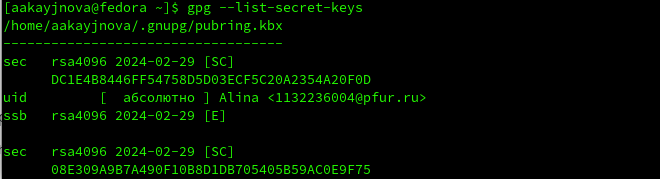 [aakayjnova@fedora ~]$ gpg --list-secret-keys
/home/aakayjnova/.gnupg/pubring.kbx
-----------------------------------
sec   rsa4096 2024-02-29 [SC]
      DC1E4B8446FF54758D5D03ECF5C20A2354A20F0D
uid         [  абсолютно ] Alina <1132236004@pfur.ru>
ssb   rsa4096 2024-02-29 [E]
sec   rsa4096 2024-02-29 [SC]
      08E309A9B7A490F10B8D1DB705405B59AC0E9F75